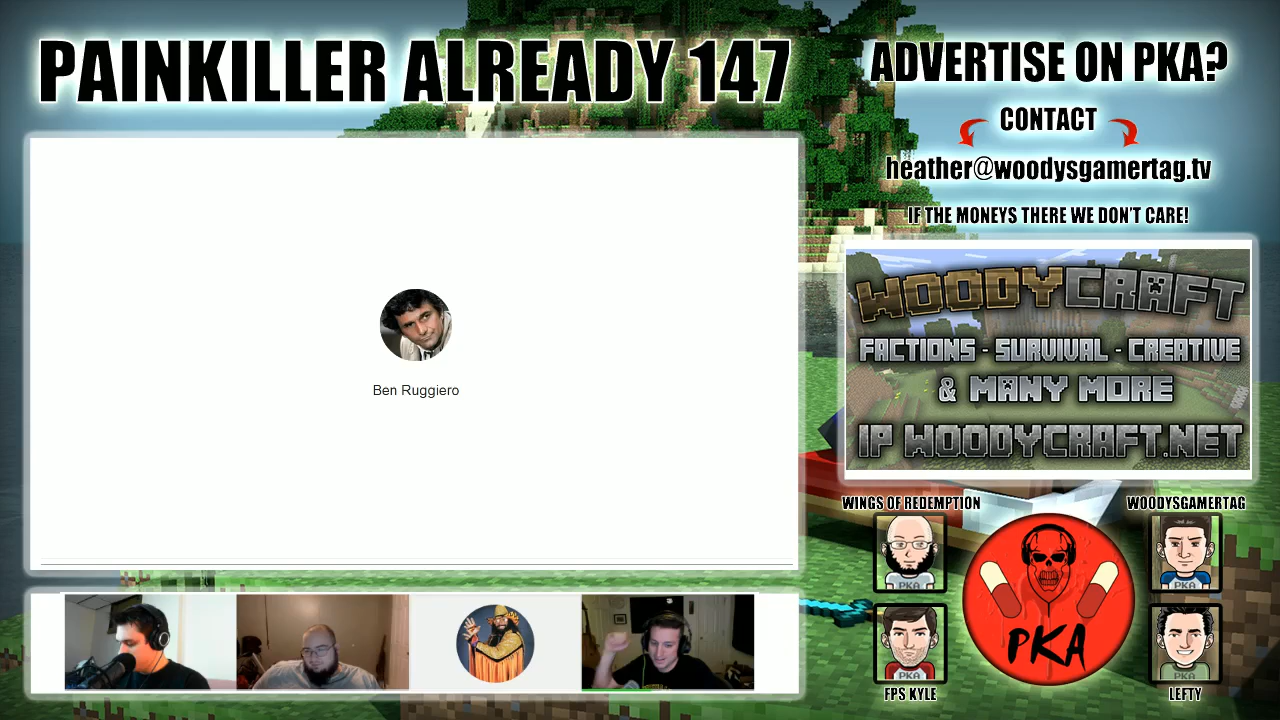 PAINKILLER ALREADY 147
ADVERTISE ON PKA?
CONTACT
heather@woodysgamertag.tv
IF THE MONEYS THERE WE DON'T CARE!
Ben Ruggiero
WOODYCRAFT
FACTIONS - SURVIVAL - CREATIVE
& MANY MORE
IP WOODYCRAFT.NET
WINGS OF REDEMPTION
WOODYSGAMERTAG
PKA
PKA
PKA
PKA
PKA
FPS KYLE
LEFTY